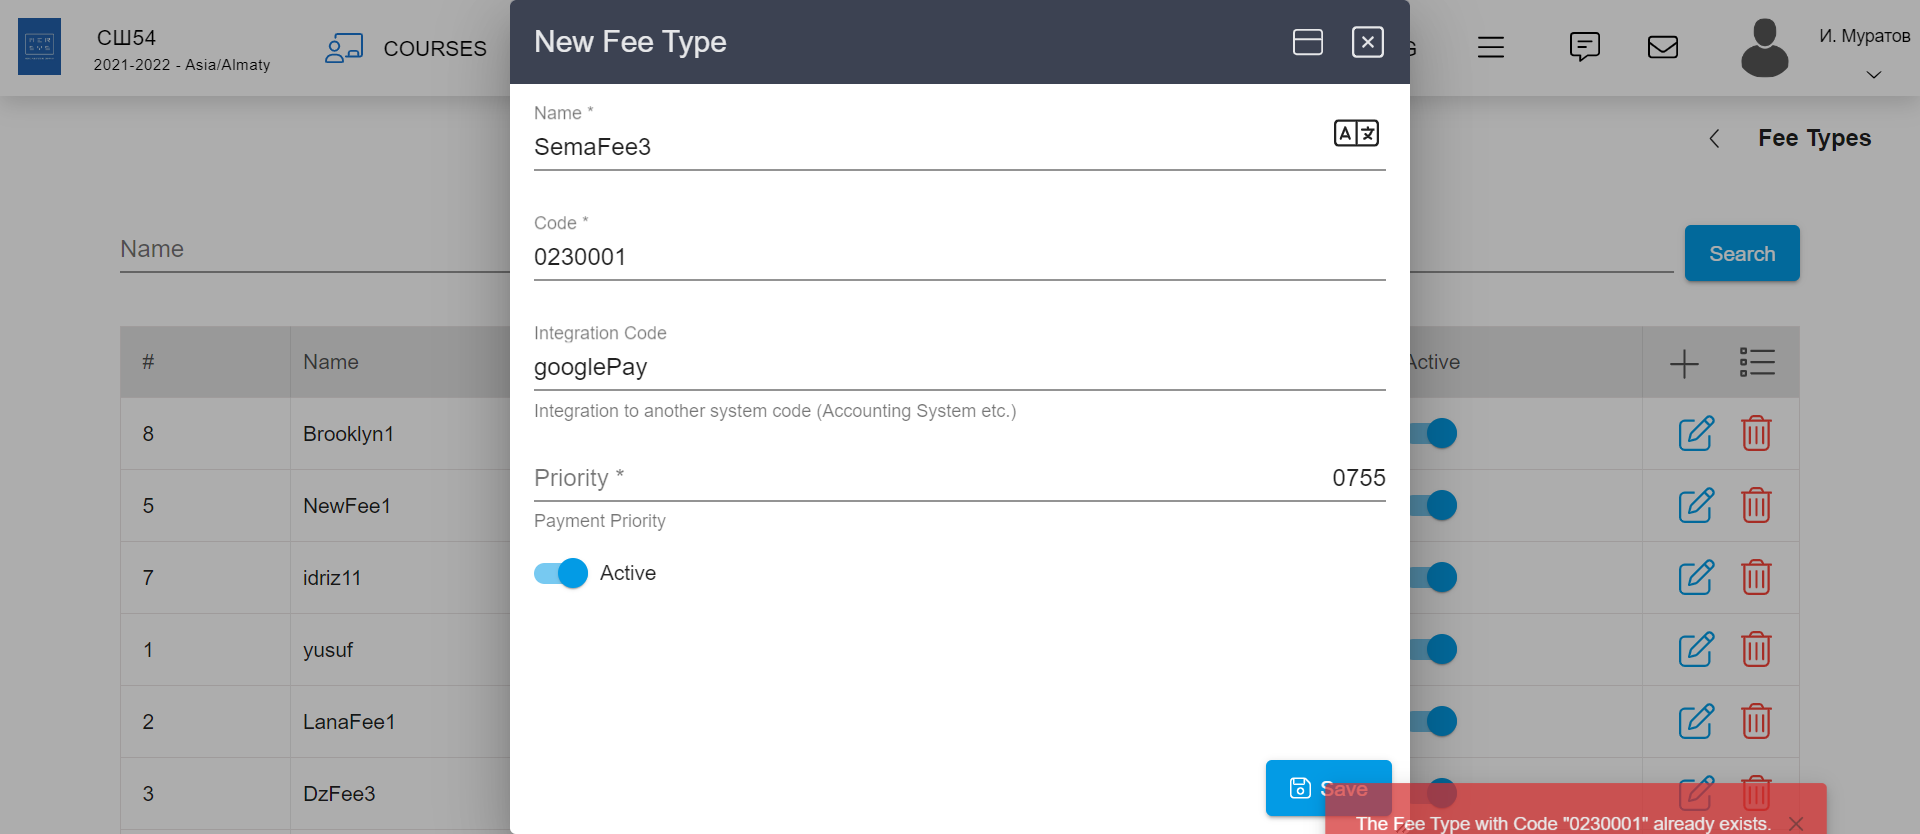 СШ54
2021-2022 - Asia/Almaty
COURSES
New Fee Type
И. Муратов
Fee Types
Name
Search
Name *
SemaFee3
Code *
0230001
Integration Code
googlePay
Integration to another system code (Accounting System etc.)
Priority *
0755
Payment Priority
Active
Save
# Name Active
8 Brooklyn1
5 NewFee1
7 idriz11
1 yusuf
2 LanaFee1
3 DzFee3
The Fee Type with Code "0230001" already exists.